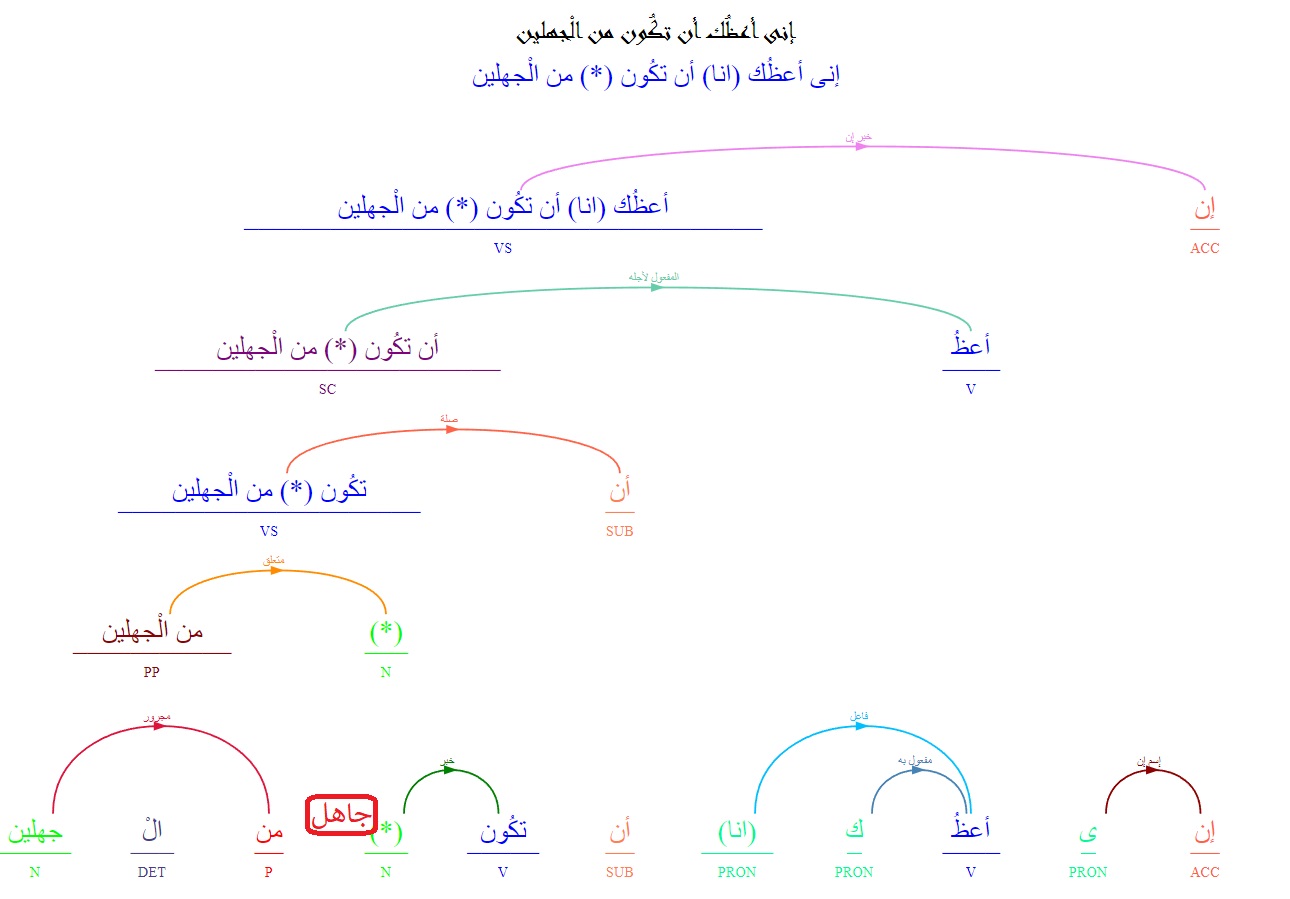 إنى أعظُك أن تكُون من الْجهلين
إنى أعظُك (انا) أن تكُون (*) من الْجهلين
خبر إن
أعظُك (انا) أن تكُون (*) من الْجهلين
إن
VS
ACC
المفعول لأجله
أن تكُون (*) من الْجهلين
أعظُ
SC
V
صلة
تكُون (*) من الْجهلين
أن
VS
SUB
متعلق
من الْجهلين
(*)
PP
N
مجرور
فاعل
خبر
مفعول به
إسم إن
جاهل
إن ى أعظُ ك (انا) أن تكُون (*) من الْ جهلين
N DET P N V SUB PRON PRON V PRON ACC